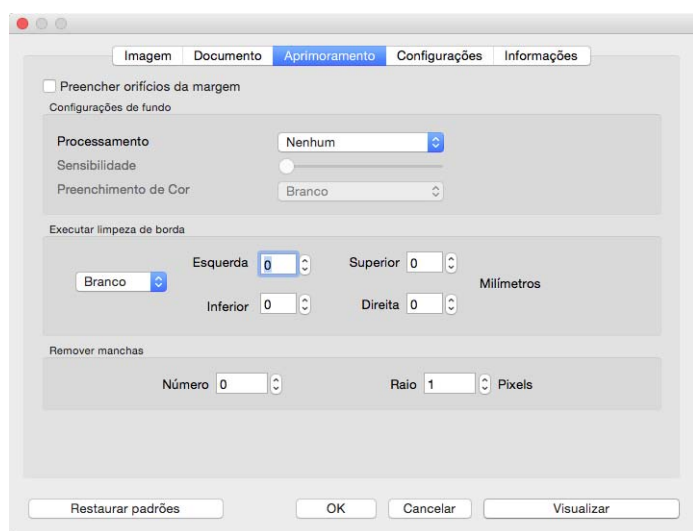 Imagem Documento Aprimoramento Configurações Informações
Preencher orifícios da margem
Configurações de fundo
Processamento Nenhum
Sensibilidade
Preenchimento de Cor Branco
Executar limpeza de borda
Esquerda 0 Superior 0
Branco Milímetros
Inferior 0 Direita 0
Remover manchas
Número 0 Raio 1 Pixels
Restaurar padrões OK Cancelar Visualizar